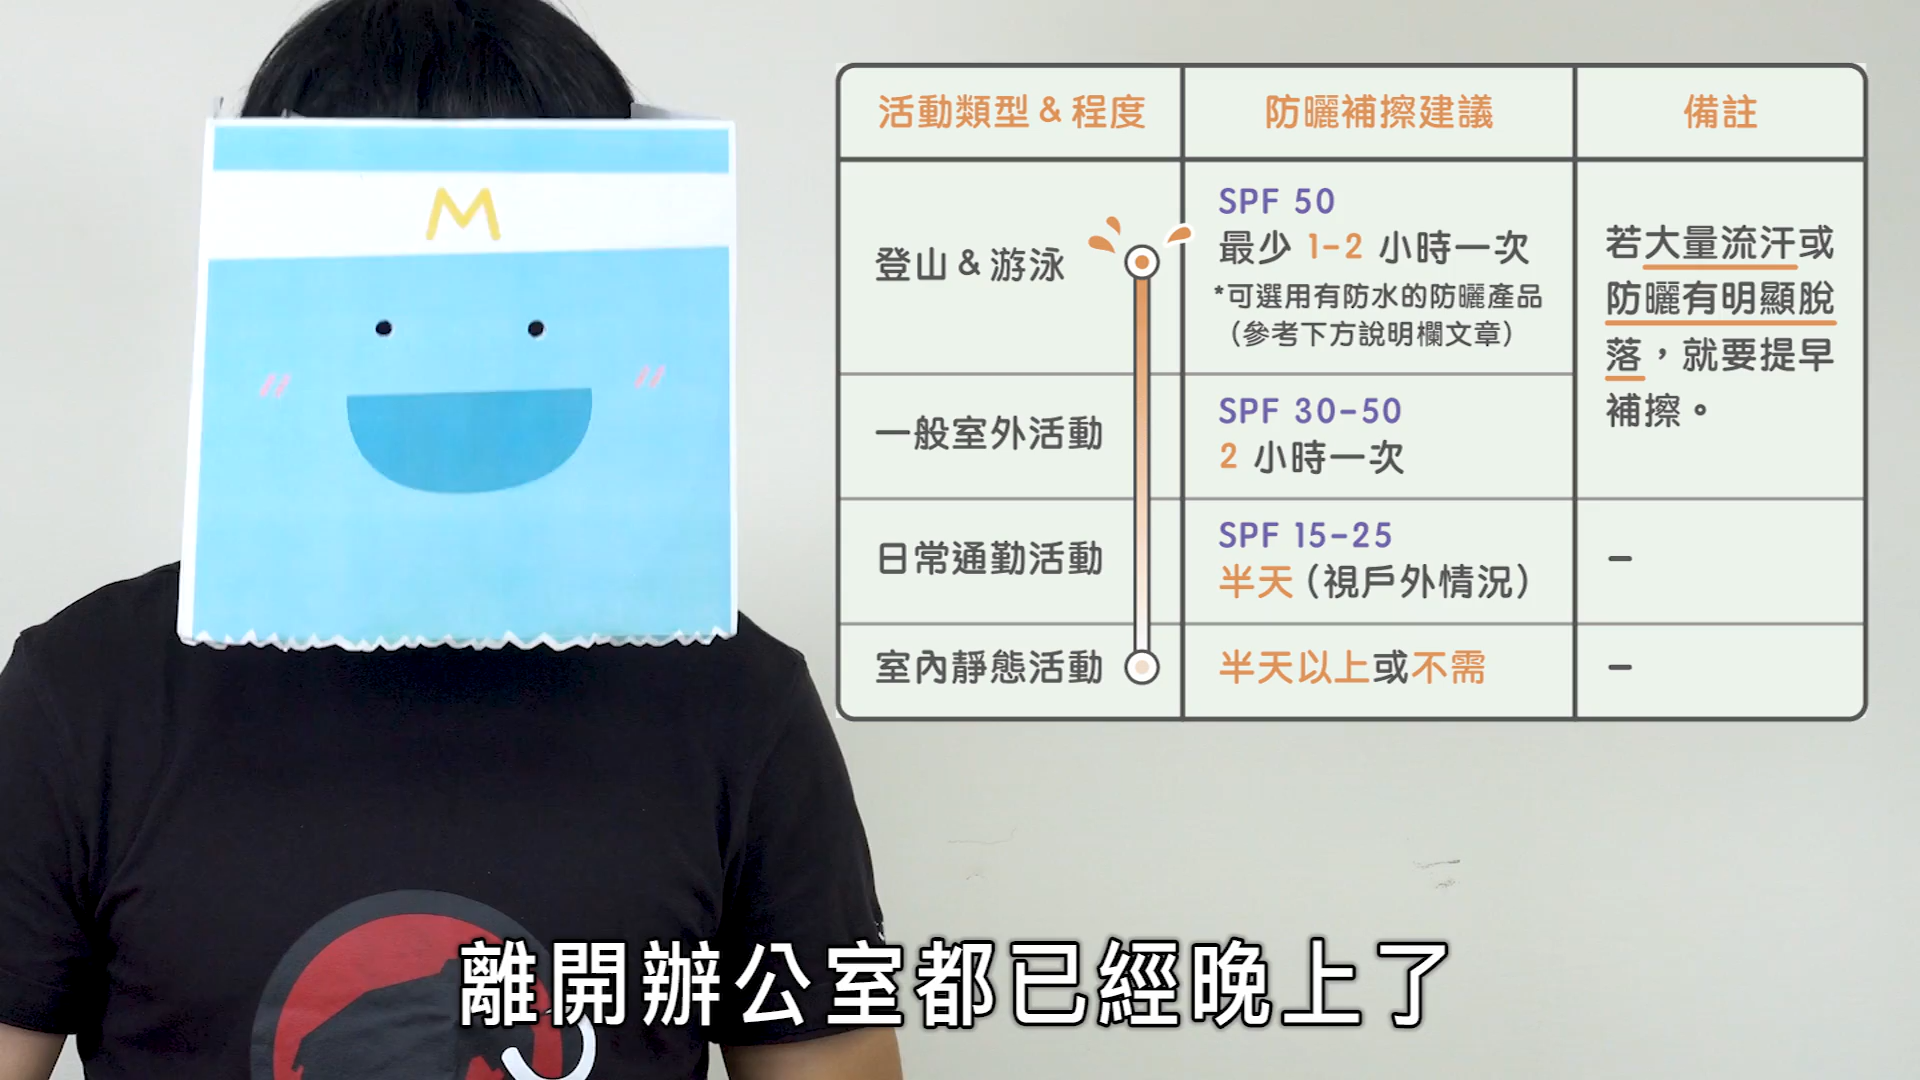 M
活動類型＆程度
防曬補擦建議
備註
登山＆游泳
SPF 50
最少 1-2 小時一次
*可選用有防水的防曬產品
（參考下方說明欄文章）
若大量流汗或
防曬有明顯脫
落，就要提早
補擦。
一般室外活動
SPF 30-50
2 小時一次
日常通勤活動
SPF 15-25
半天（視戶外情況）
-
室內靜態活動
半天以上或不需
-
離開辦公室都已經晚上了